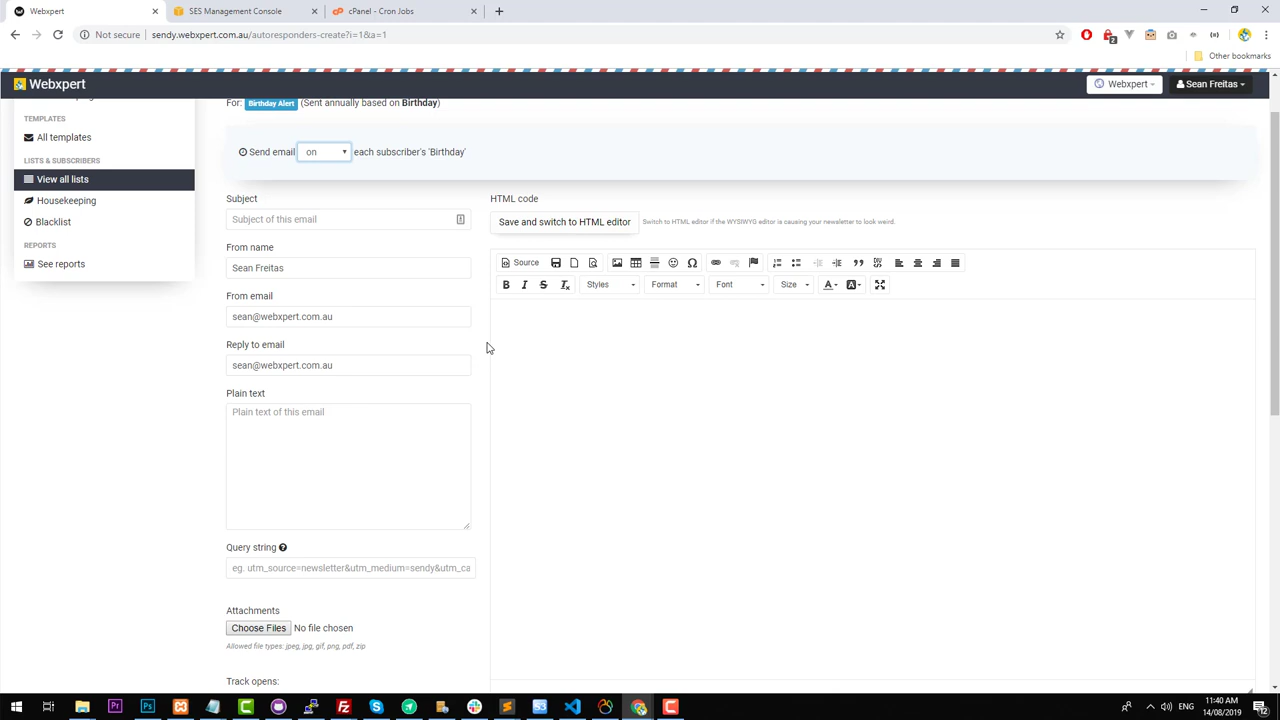 Webxpert
SES Management Console
cPanel - Cron Jobs
Not secure
sendy.webxpert.com.au/autoresponders-create?i=1&a=1
2
Other bookmarks
Webxpert
Webxpert
Sean Freitas
TEMPLATES
All templates
LISTS & SUBSCRIBERS
View all lists
Housekeeping
Blacklist
REPORTS
See reports
For: Birthday Alert (Sent annually based on Birthday)
Send email on each subscriber's 'Birthday'
Subject
Subject of this email
From name
Sean Freitas
From email
sean@webxpert.com.au
Reply to email
sean@webxpert.com.au
Plain text
Plain text of this email
Query string
eg. utm_source=newsletter&utm_medium=sendy&utm_ca
Attachments
Choose Files No file chosen
Allowed file types: jpeg, jpg, gif, png, pdf, zip
Track opens:
HTML code
Save and switch to HTML editor
Switch to HTML editor if the WYSIWYG editor is causing your newsletter to look weird.
Source
Styles
Format
Font
Size
ENG
11:40 AM
14/08/2019
12